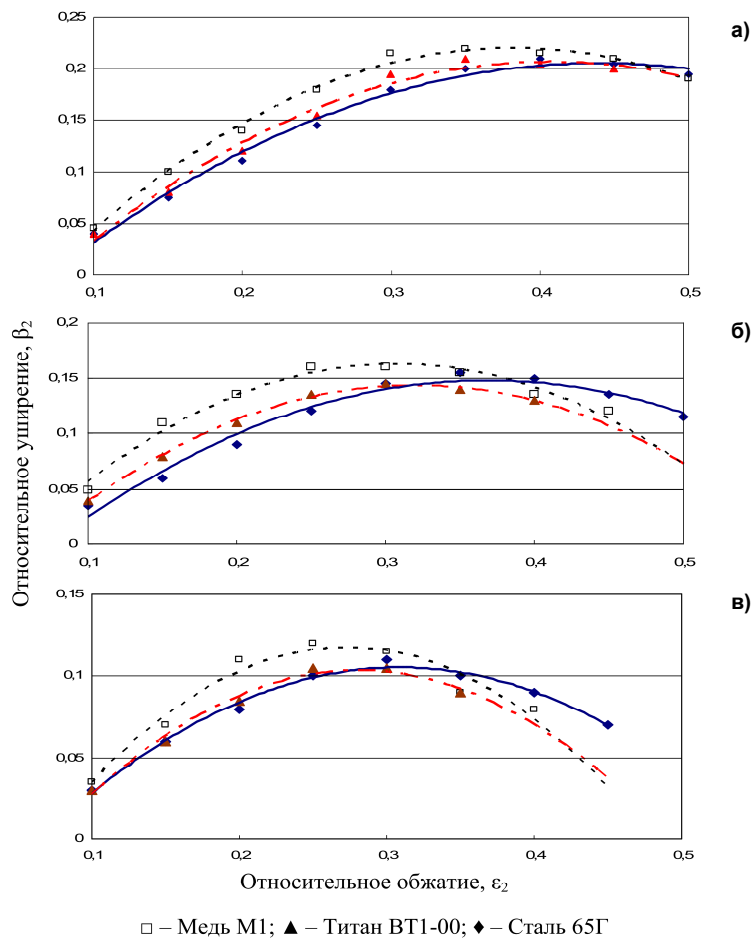 а)
0,25
0,2
0,15
0,1
0,05
0
0,1 0,2 0,3 0,4 0,5
б)
0,2
0,15
0,1
0,05
0
0,1 0,2 0,3 0,4 0,5
Относительное уширение, β₂
в)
0,15
0,1
0,05
0
0,1 0,2 0,3 0,4 0,5
Относительное обжатие, ε₂
□ – Медь М1; ▲ – Титан ВТ1-00; ♦ – Сталь 65Г